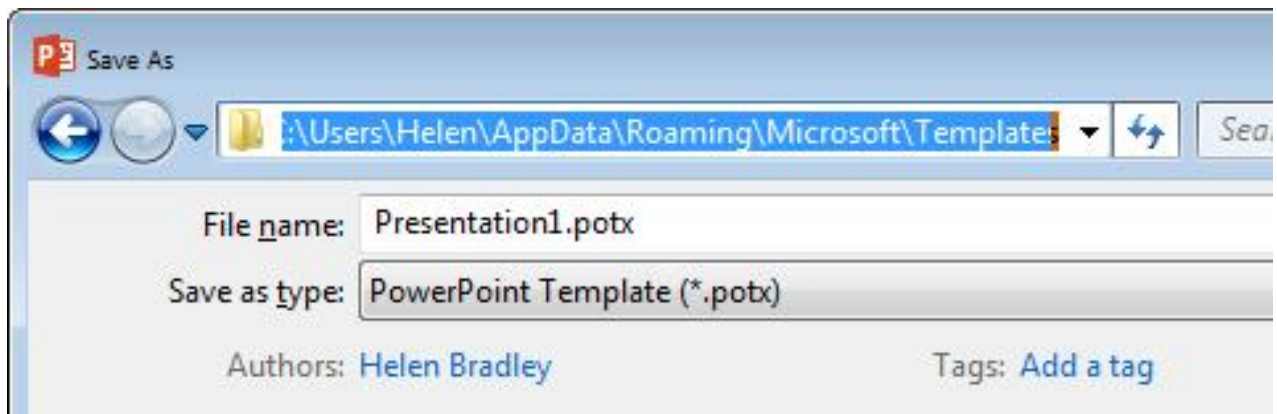 Save As
:\Users\Helen\AppData\Roaming\Microsoft\Templates
File name: Presentation1.potx
Save as type: PowerPoint Template (*.potx)
Authors: Helen Bradley Tags: Add a tag